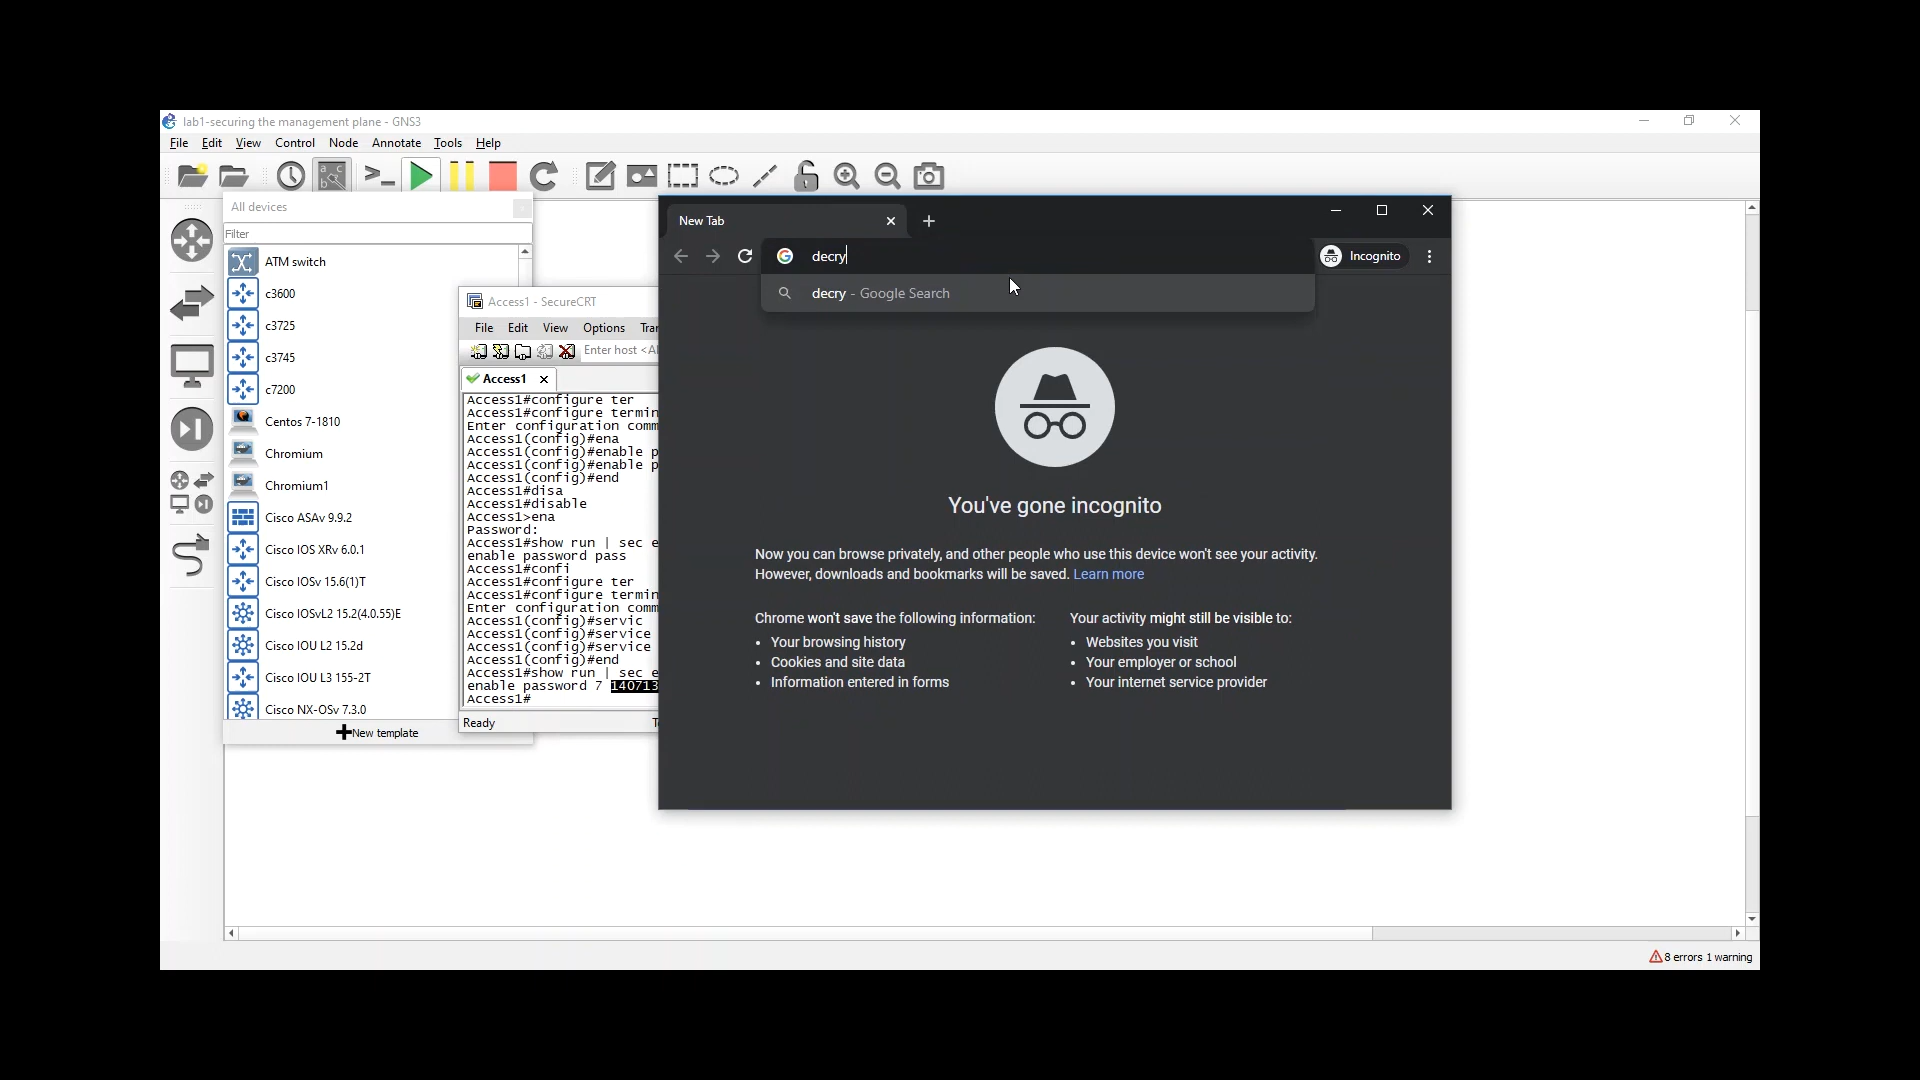 lab1-securing the management plane - GNS3
File Edit View Control Node Annotate Tools Help
All devices
Filter
ATM switch
c3600
c3725
c3745
c7200
Centos 7-1810
Chromium
Chromium1
Cisco ASAv 9.9.2
Cisco IOS XRv 6.0.1
Cisco IOSv 15.6(1)T
Cisco IOSvL2 15.2(4.0.55)E
Cisco IOU L2 15.2d
Cisco IOU L3 155-2T
Cisco NX-OSv 7.3.0
New template
Access1 - SecureCRT
File Edit View Options Tra
Enter host <Al
Access1
Access1#configure ter
Access1#configure termin
Enter configuration comm
Access1(config)#ena
Access1(config)#enable p
Access1(config)#enable p
Access1(config)#end
Access1#disa
Access1#disable
Access1>ena
Password:
Access1#show run | sec e
enable password pass
Access1#confi
Access1#configure ter
Access1#configure termin
Enter configuration comm
Access1(config)#servic
Access1(config)#service
Access1(config)#service
Access1(config)#end
Access1#show run | sec e
enable password 7 140713
Access1#
Ready
New Tab
decry
Incognito
decry - Google Search
You've gone incognito
Now you can browse privately, and other people who use this device won't see your activity.
However, downloads and bookmarks will be saved. Learn more
Chrome won't save the following information:
• Your browsing history
• Cookies and site data
• Information entered in forms
Your activity might still be visible to:
• Websites you visit
• Your employer or school
• Your internet service provider
8 errors 1 warning